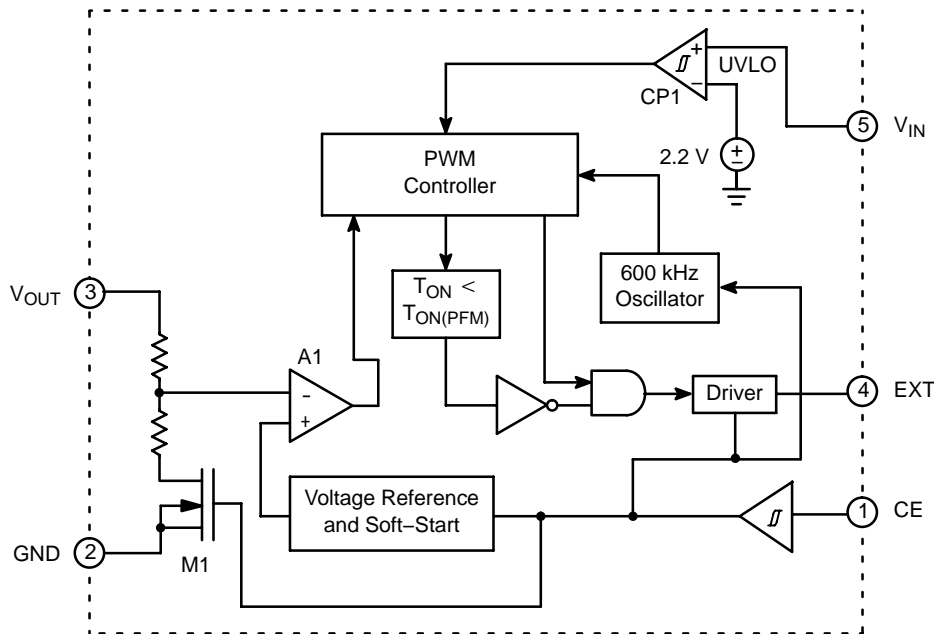 +
UVLO
−
CP1
5
V_IN
PWM
Controller
2.2 V
+
−
V_OUT
3
T_ON <
T_ON(PFM)
600 kHz
Oscillator
A1
-
+
Driver
4
EXT
Voltage Reference
and Soft−Start
1
CE
GND
2
M1